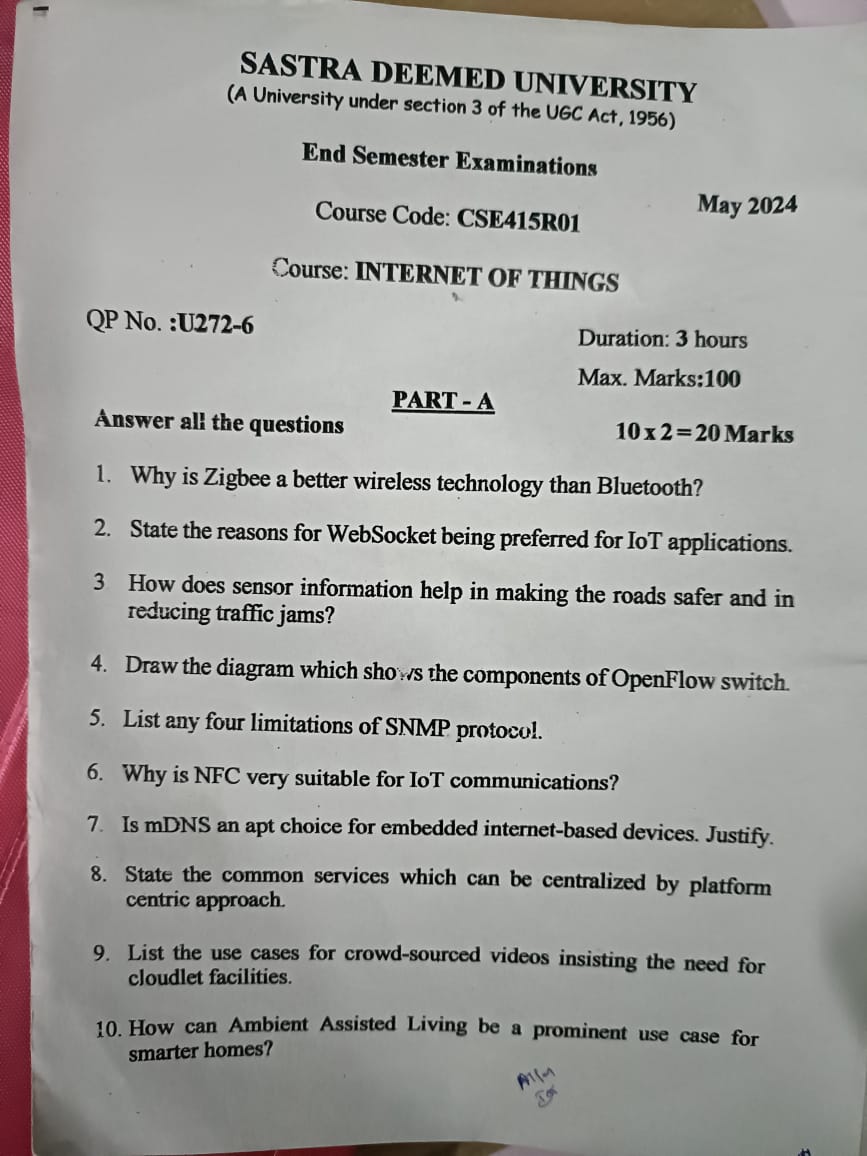 SASTRA DEEMED UNIVERSITY
(A University under section 3 of the UGC Act, 1956)
End Semester Examinations
May 2024
Course Code: CSE415R01
Course: INTERNET OF THINGS
QP No. :U272-6
Duration: 3 hours
Max. Marks:100
PART - A
Answer all the questions
10 x 2 = 20 Marks
1. Why is Zigbee a better wireless technology than Bluetooth?
2. State the reasons for WebSocket being preferred for IoT applications.
3 How does sensor information help in making the roads safer and in
reducing traffic jams?
4. Draw the diagram which shows the components of OpenFlow switch.
5. List any four limitations of SNMP protocol.
6. Why is NFC very suitable for IoT communications?
7. Is mDNS an apt choice for embedded internet-based devices. Justify.
8. State the common services which can be centralized by platform
centric approach.
9. List the use cases for crowd-sourced videos insisting the need for
cloudlet facilities.
10. How can Ambient Assisted Living be a prominent use case for
smarter homes?